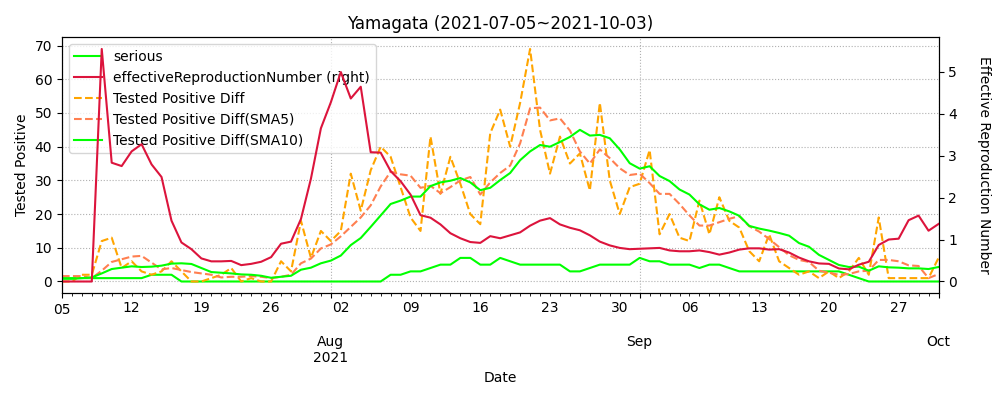 Yamagata (2021-07-05~2021-10-03)
serious
effectiveReproductionNumber (right)
Tested Positive Diff
Tested Positive Diff(SMA5)
Tested Positive Diff(SMA10)
Tested Positive
70
60
50
40
30
20
10
0
Effective Reproduction Number
5
4
3
2
1
0
05 12 19 26 02 09 16 23 30 06 13 20 27
Aug Sep Oct
2021
Date